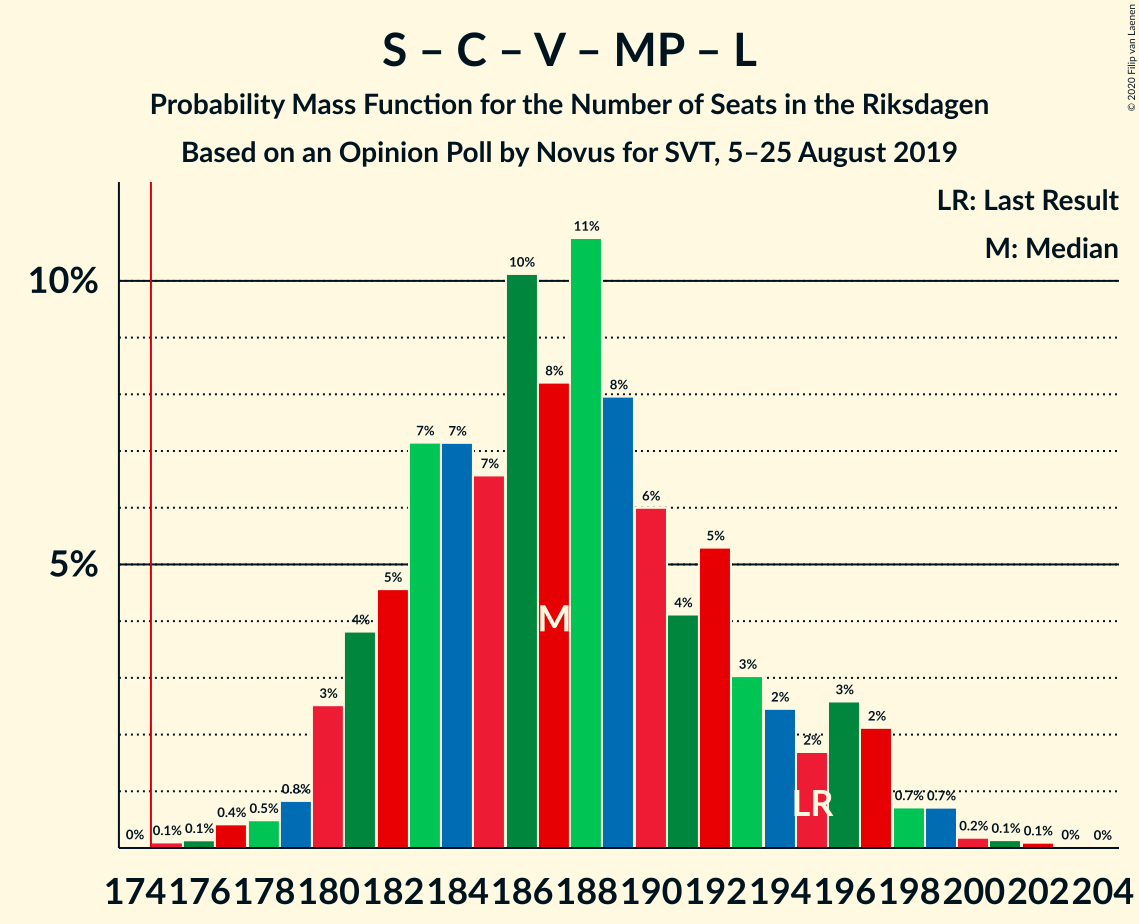 S – C – V – MP – L
Probability Mass Function for the Number of Seats in the Riksdagen
Based on an Opinion Poll by Novus for SVT, 5–25 August 2019
© 2020 Filip van Laenen
LR: Last Result
M: Median
10%
5%
0% 0.1% 0.1% 0.4% 0.5% 0.8% 3% 4% 5% 7% 7% 7% 10% 8% 11% 8% 6% 4% 5% 3% 2% 2% 3% 2% 0.7% 0.7% 0.2% 0.1% 0.1% 0% 0%
M
LR
174 176 178 180 182 184 186 188 190 192 194 196 198 200 202 204